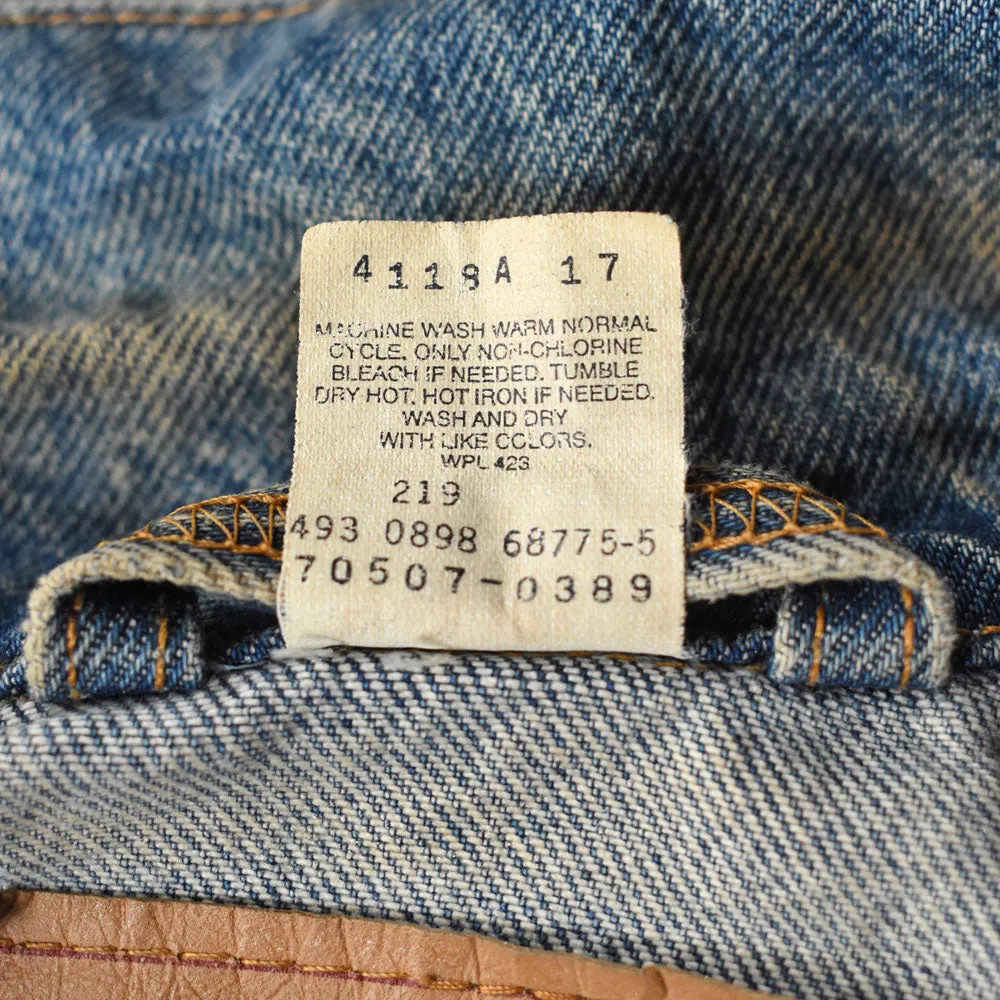 4118A 17
MACHINE WASH WARM NORMAL
CYCLE. ONLY NON-CHLORINE
BLEACH IF NEEDED. TUMBLE
DRY HOT. HOT IRON IF NEEDED.
WASH AND DRY
WITH LIKE COLORS.
WPL 423
219
493 0898 68775-5
70507-0389